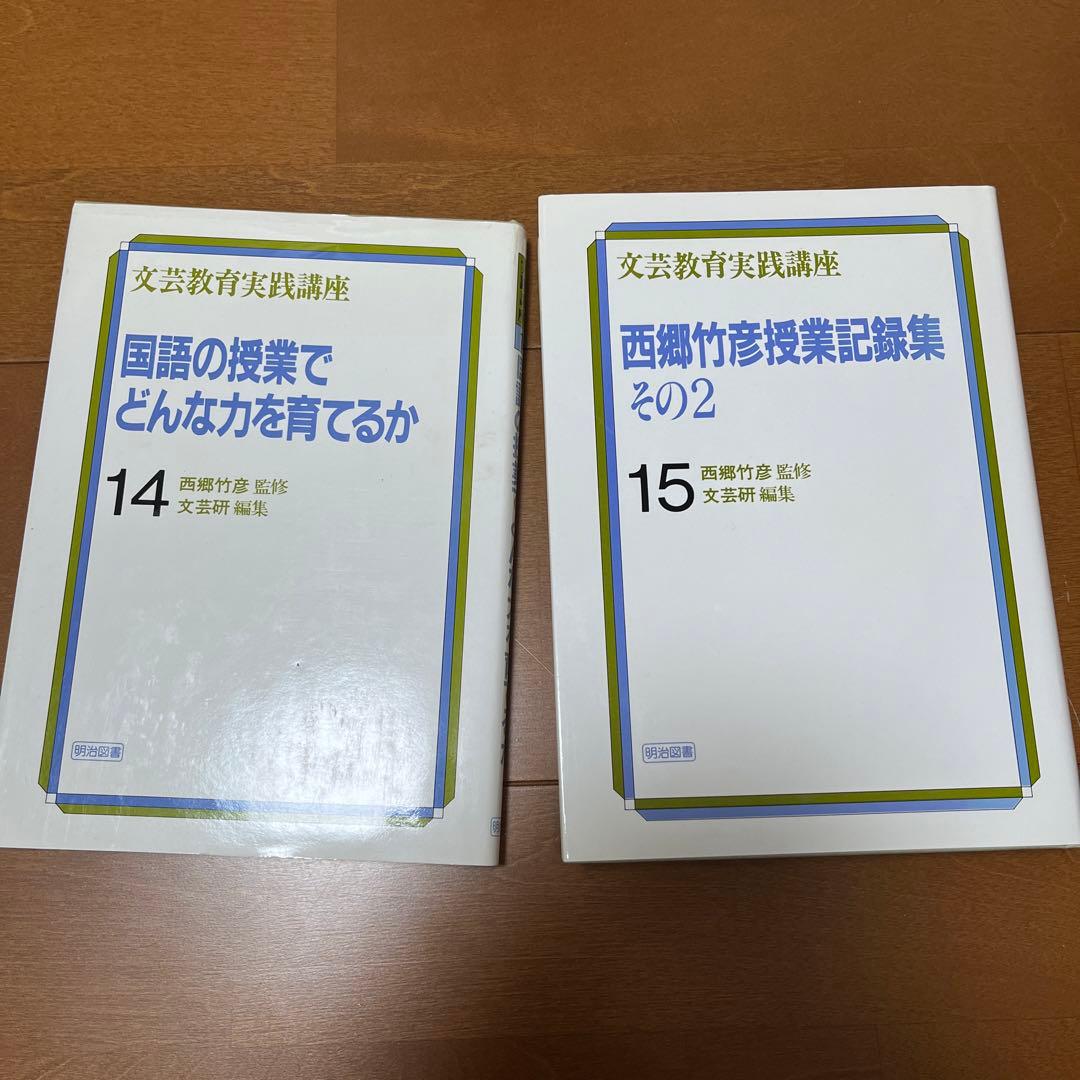 文芸教育実践講座
国語の授業で
どんな力を育てるか
14
西郷竹彦 監修
文芸研 編集
明治図書
文芸教育実践講座
西郷竹彦授業記録集
その2
15
西郷竹彦 監修
文芸研 編集
明治図書